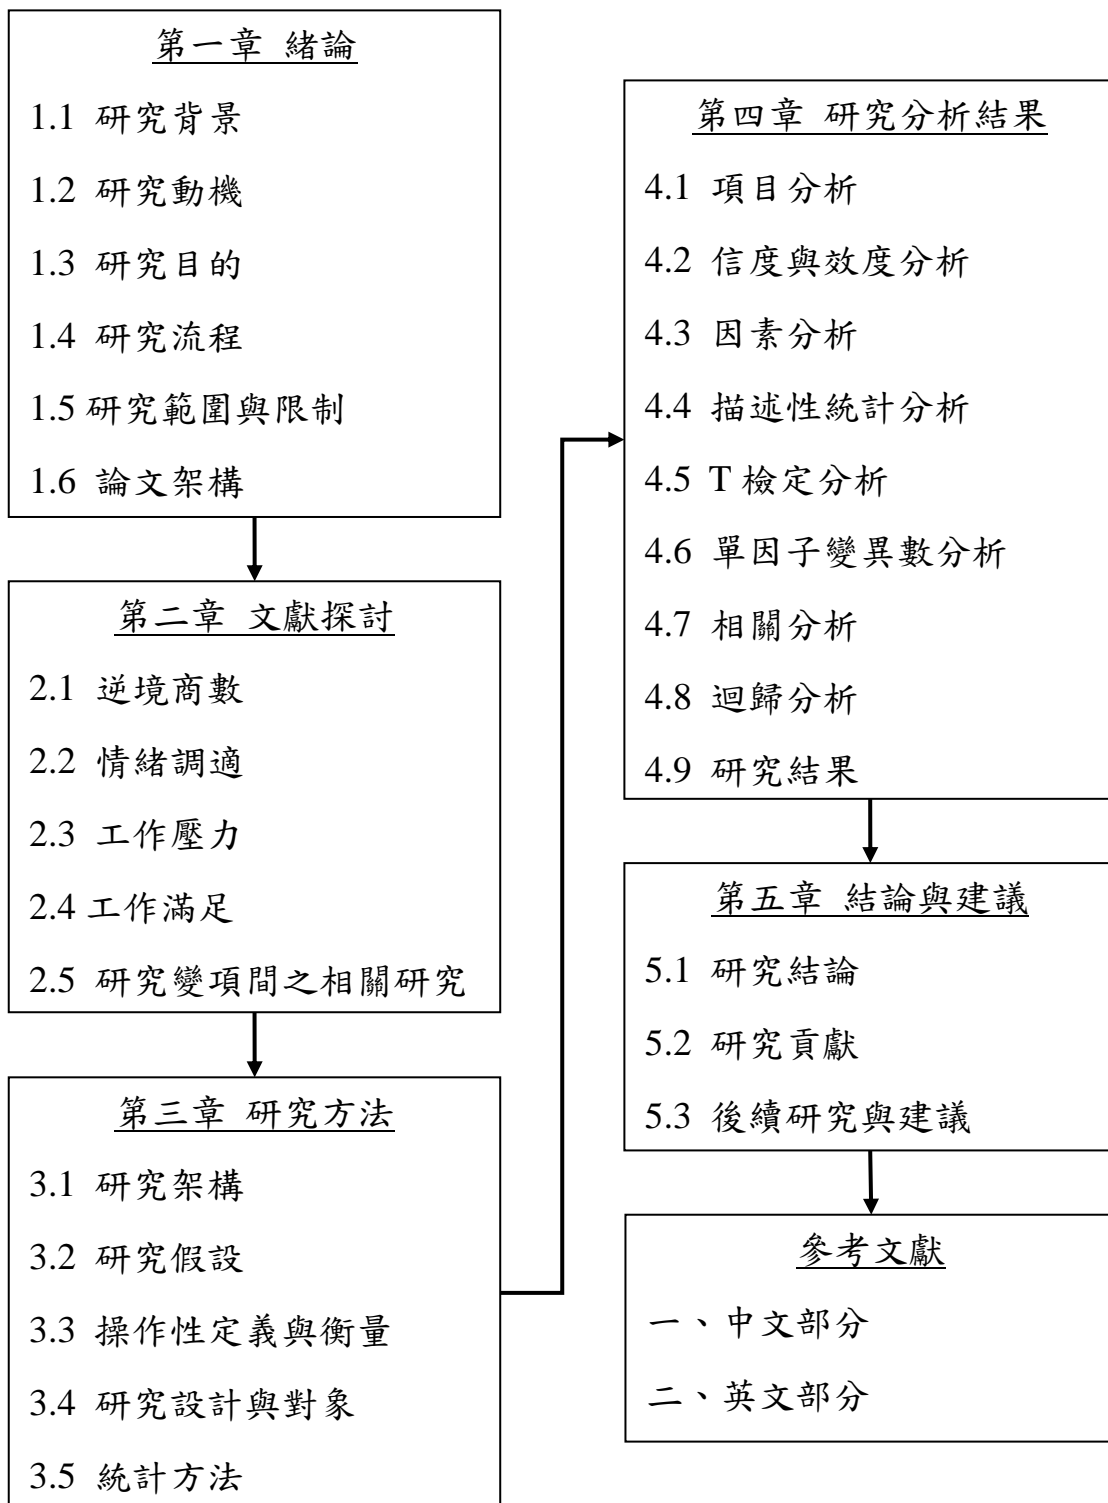 第一章 緒論
1.1 研究背景
1.2 研究動機
1.3 研究目的
1.4 研究流程
1.5 研究範圍與限制
1.6 論文架構
第二章 文獻探討
2.1 逆境商數
2.2 情緒調適
2.3 工作壓力
2.4 工作滿足
2.5 研究變項間之相關研究
第三章 研究方法
3.1 研究架構
3.2 研究假設
3.3 操作性定義與衡量
3.4 研究設計與對象
3.5 統計方法
第四章 研究分析結果
4.1 項目分析
4.2 信度與效度分析
4.3 因素分析
4.4 描述性統計分析
4.5 T 檢定分析
4.6 單因子變異數分析
4.7 相關分析
4.8 迴歸分析
4.9 研究結果
第五章 結論與建議
5.1 研究結論
5.2 研究貢獻
5.3 後續研究與建議
參考文獻
一、中文部分
二、英文部分